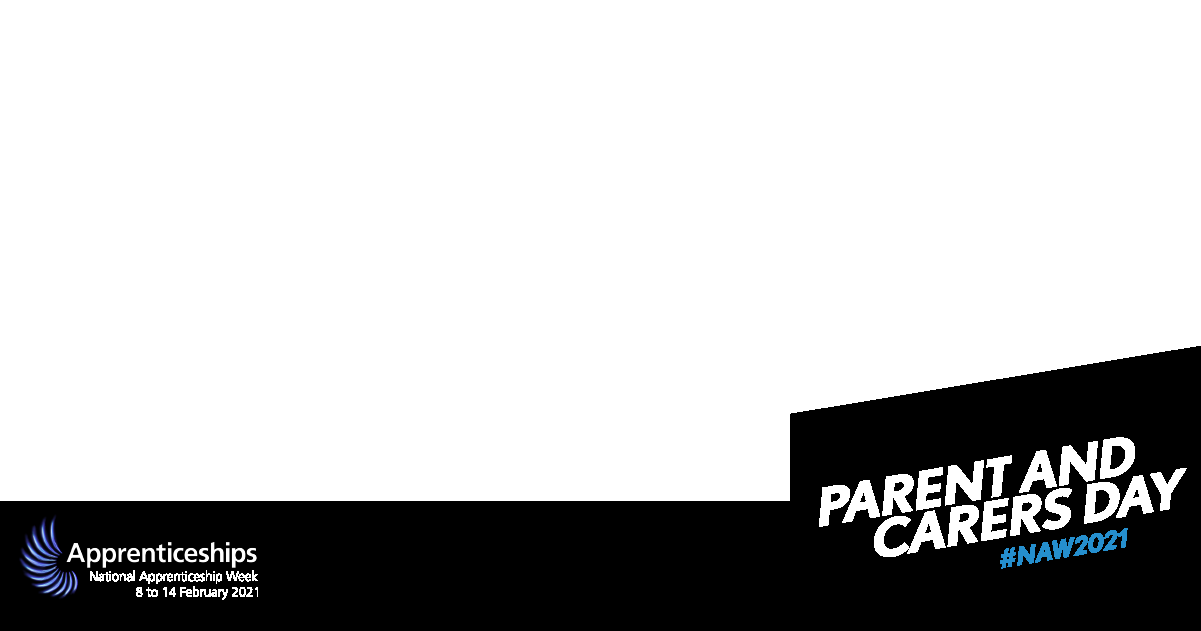 PARENT AND
CARERS DAY
#NAW2021
Apprenticeships
National Apprenticeship Week
8 to 14 February 2021